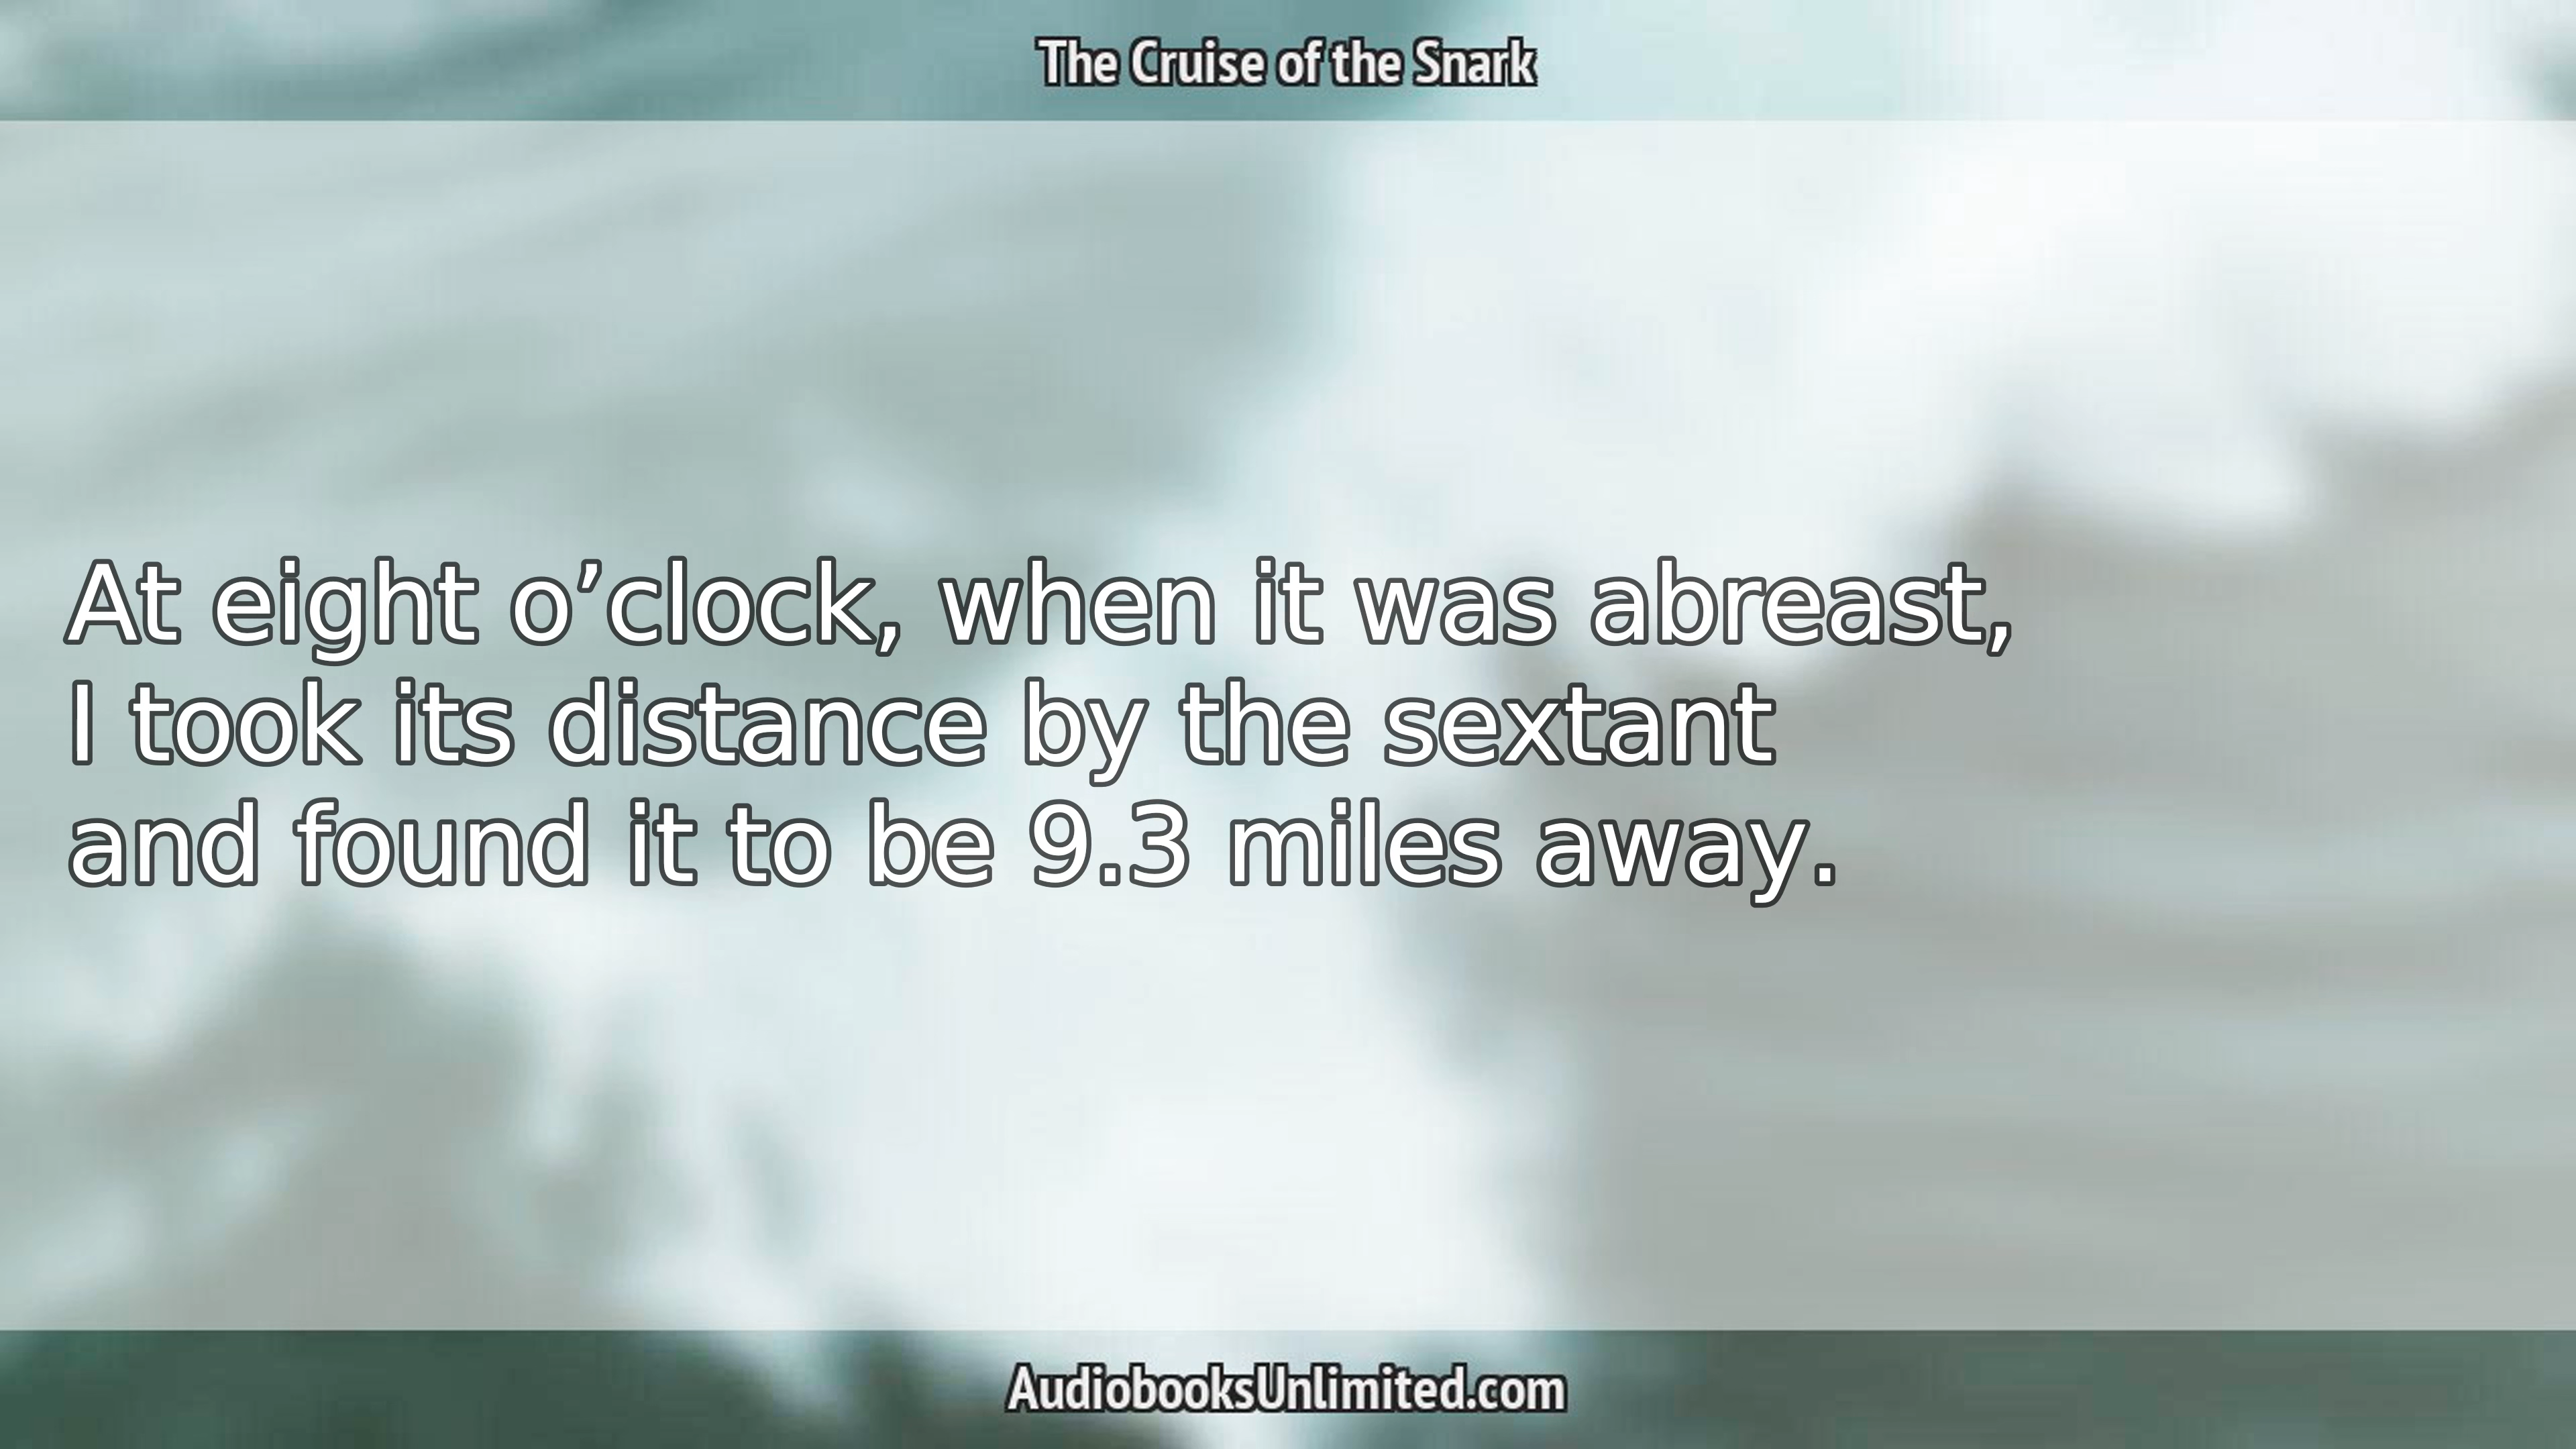 The Cruise of the Snark
At eight o’clock, when it was abreast,
I took its distance by the sextant
and found it to be 9.3 miles away.
AudiobooksUnlimited.com